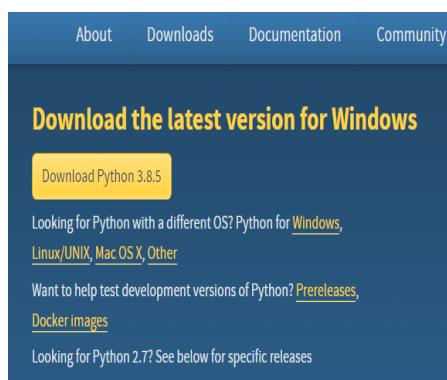 About Downloads Documentation Community
Download the latest version for Windows
Download Python 3.8.5
Looking for Python with a different OS? Python for Windows,
Linux/UNIX, Mac OS X, Other
Want to help test development versions of Python? Prereleases,
Docker images
Looking for Python 2.7? See below for specific releases